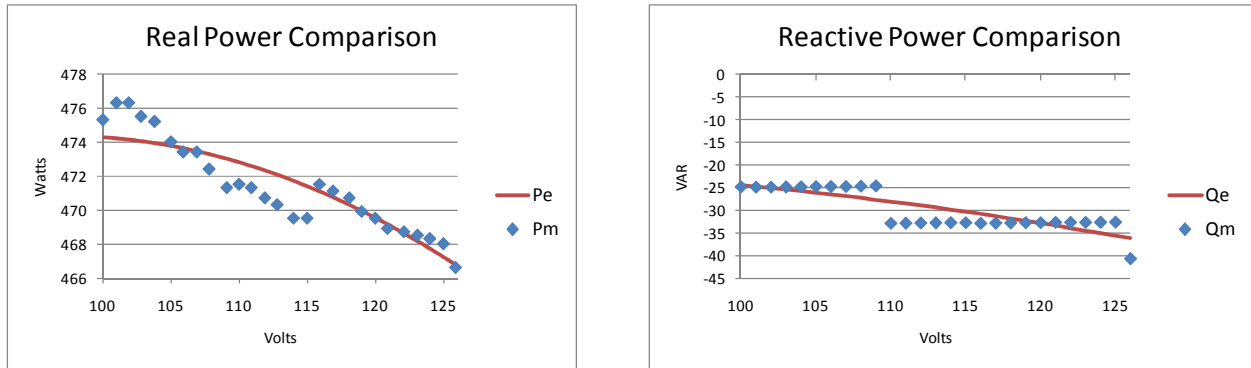 Real Power Comparison
Watts
478
476
474
472
470
468
466
100 105 110 115 120 125
Volts
Pe
Pm
Reactive Power Comparison
VAR
0
-5
-10
-15
-20
-25
-30
-35
-40
-45
100 105 110 115 120 125
Volts
Qe
Qm